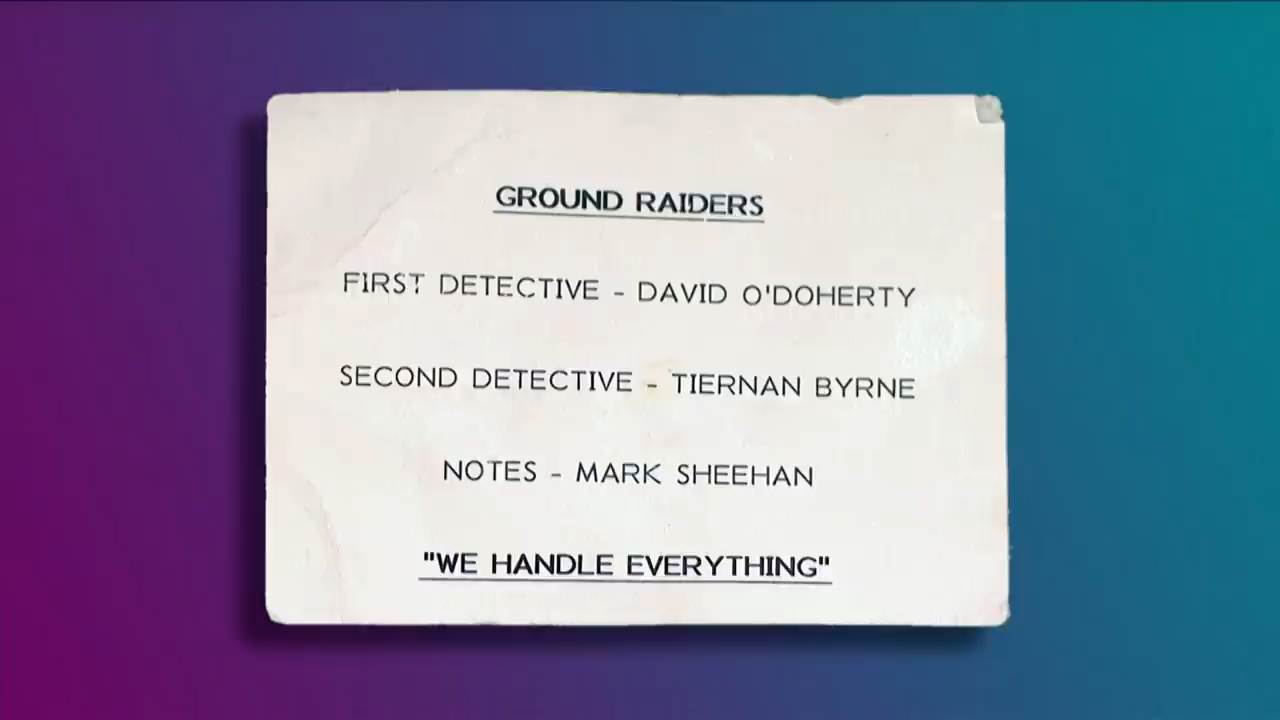 GROUND RAIDERS
FIRST DETECTIVE - DAVID O'DOHERTY
SECOND DETECTIVE - TIERNAN BYRNE
NOTES - MARK SHEEHAN
"WE HANDLE EVERYTHING"